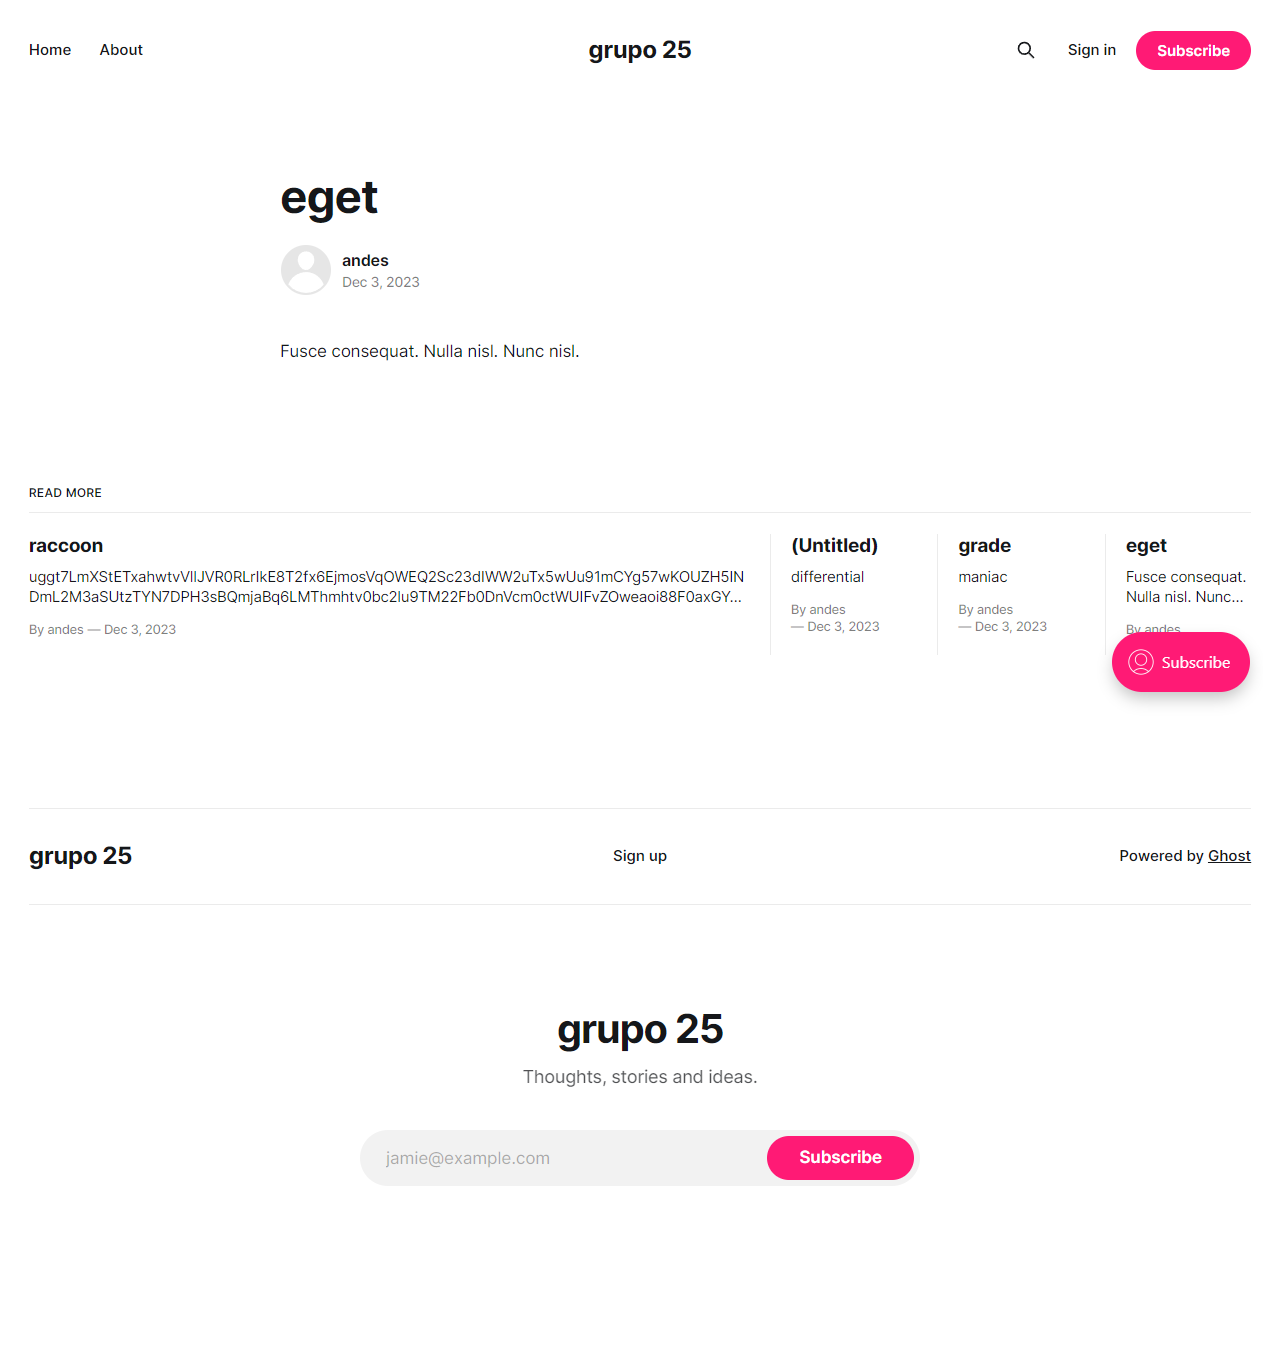 Home About grupo 25 Sign in Subscribe
eget
andes
Dec 3, 2023
Fusce consequat. Nulla nisl. Nunc nisl.
READ MORE
raccoon
By andes — Dec 3, 2023
(Untitled)
differential
By andes
— Dec 3, 2023
grade
maniac
By andes
— Dec 3, 2023
eget
Fusce consequat.
Nulla nisl. Nunc...
By andes
Subscribe
grupo 25 Sign up Powered by Ghost
grupo 25
Thoughts, stories and ideas.
jamie@example.com Subscribe